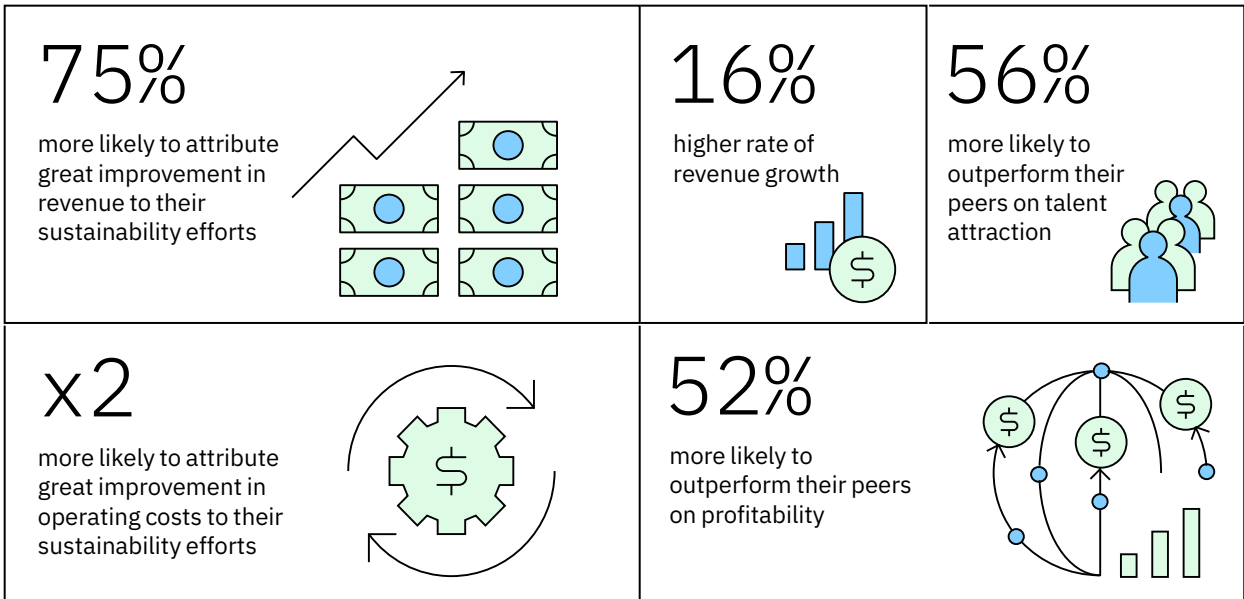 75%
more likely to attribute
great improvement in
revenue to their
sustainability efforts
16%
higher rate of
revenue growth
$
56%
more likely to
outperform their
peers on talent
attraction
x2
more likely to attribute
great improvement in
operating costs to their
sustainability efforts
$
52%
more likely to
outperform their peers
on profitability
$
$
$